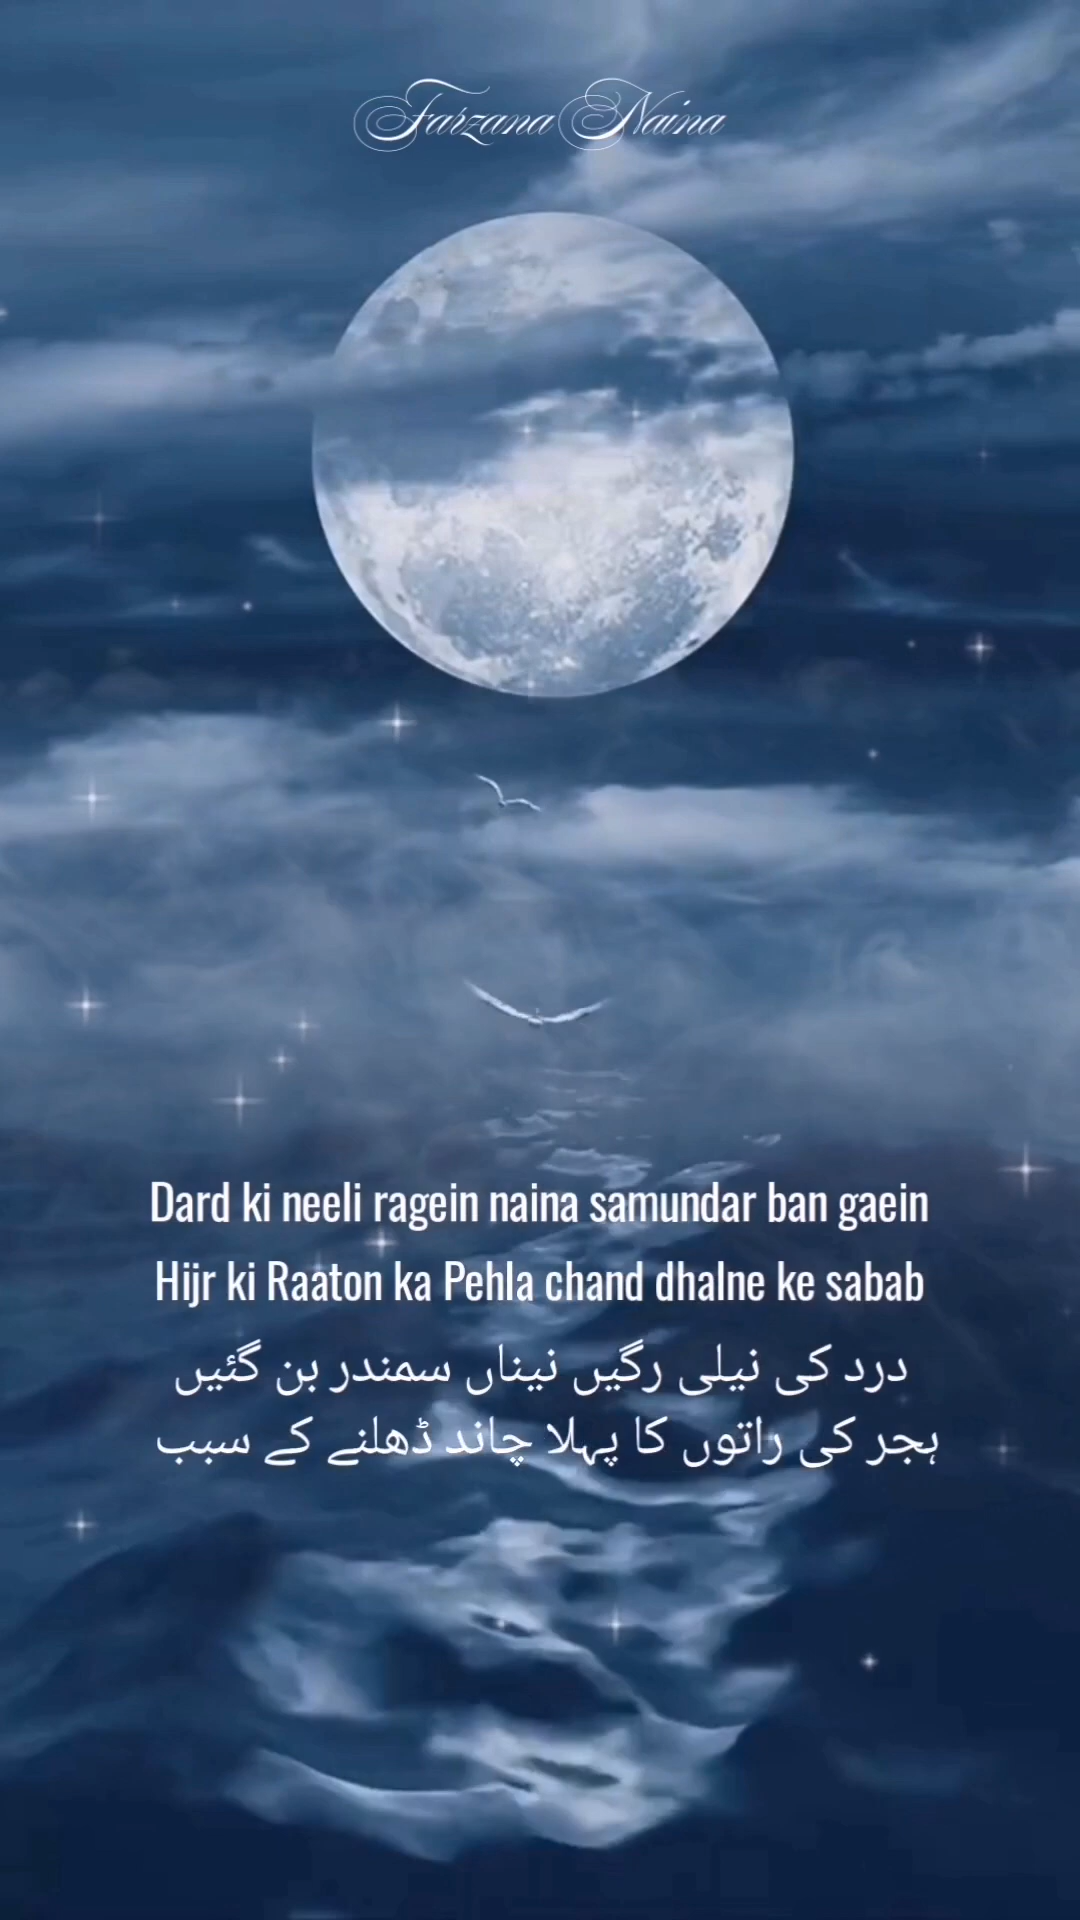 Farzana Naina
Dard ki neeli ragein naina samundar ban gaein
Hijr ki Raaton ka Pehla chand dhalne ke sabab
درد کی نیلی رگیں نیناں سمندر بن گئیں
ہجر کی راتوں کا پہلا چاند ڈھلنے کے سبب